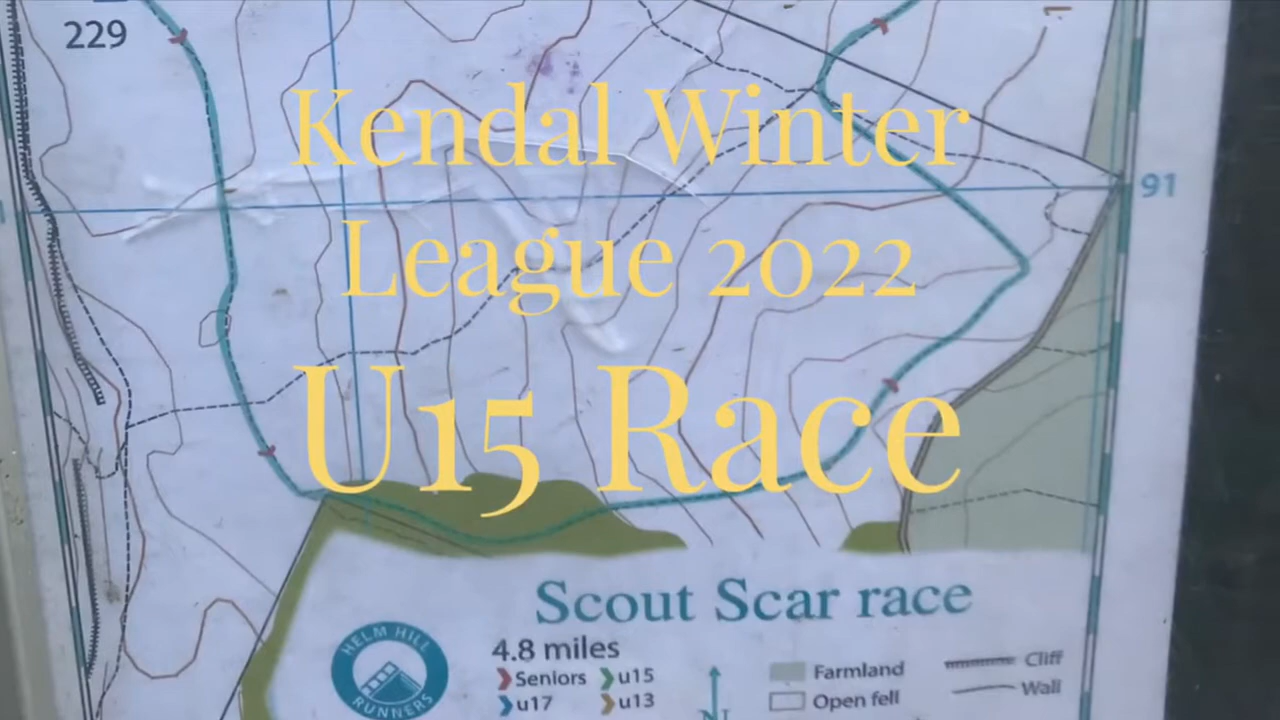 229
Kendal Winter
91
League 2022
U15 Race
Scout Scar race
HELM HILL
RUNNERS
4.8 miles
Seniors
u15
u17
u13
N
Farmland
Open fell
Cliff
Wall